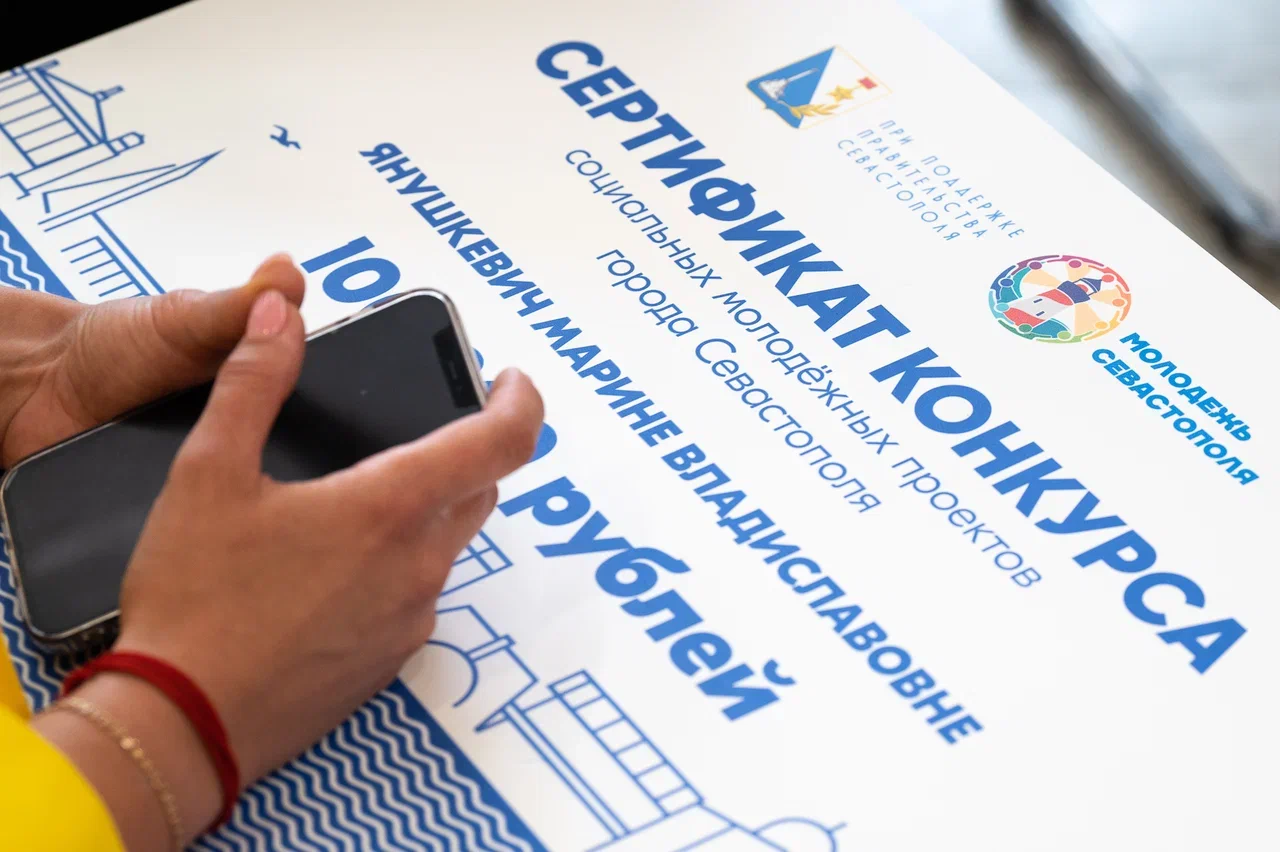 ПРИ ПОДДЕРЖКЕ
ПРАВИТЕЛЬСТВА
СЕВАСТОПОЛЯ
МОЛОДЕЖЬ
СЕВАСТОПОЛЯ
СЕРТИФИКАТ КОНКУРСА
социальных молодёжных проектов
города Севастополя
ЯНУШКЕВИЧ МАРИНЕ ВЛАДИСЛАВОВНЕ
рублей